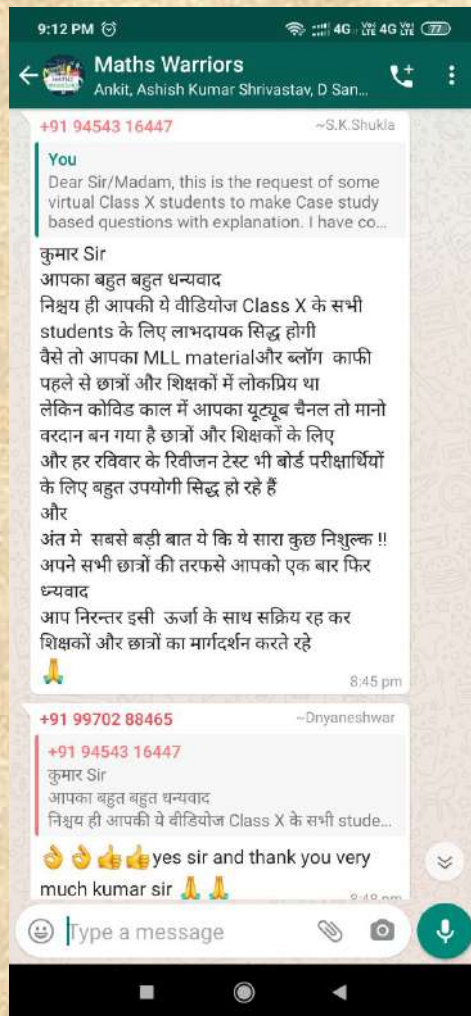 9:12 PM
4G 4G 77
Maths Warriors
Ankit, Ashish Kumar Shrivastav, D San...
+91 94543 16447 ~S.K.Shukla
You
Dear Sir/Madam, this is the request of some
virtual Class X students to make Case study
based questions with explanation. I have co...
कुमार Sir
आपका बहुत बहुत धन्यवाद
निश्चय ही आपकी ये वीडियोज Class X के सभी
students के लिए लाभदायक सिद्ध होगी
वैसे तो आपका MLL materialऔर ब्लॉग काफी
पहले से छात्रों और शिक्षकों में लोकप्रिय था
लेकिन कोविड काल में आपका यूट्यूब चैनल तो मानो
वरदान बन गया है छात्रों और शिक्षकों के लिए
और हर रविवार के रिवीजन टेस्ट भी बोर्ड परीक्षार्थियों
के लिए बहुत उपयोगी सिद्ध हो रहे हैं
और
अंत मे सबसे बड़ी बात ये कि ये सारा कुछ निशुल्क !!
अपने सभी छात्रों की तरफसे आपको एक बार फिर
ध्न्यवाद
आप निरन्तर इसी ऊर्जा के साथ सक्रिय रह कर
शिक्षकों और छात्रों का मार्गदर्शन करते रहे
🙏
8:45 pm
+91 99702 88465 ~Dnyaneshwar
+91 94543 16447
कुमार Sir
आपका बहुत बहुत धन्यवाद
निश्चय ही आपकी ये वीडियोज Class X के सभी stude...
👌👌👍👍yes sir and thank you very
much kumar sir 🙏🙏 8:48 pm
Type a message